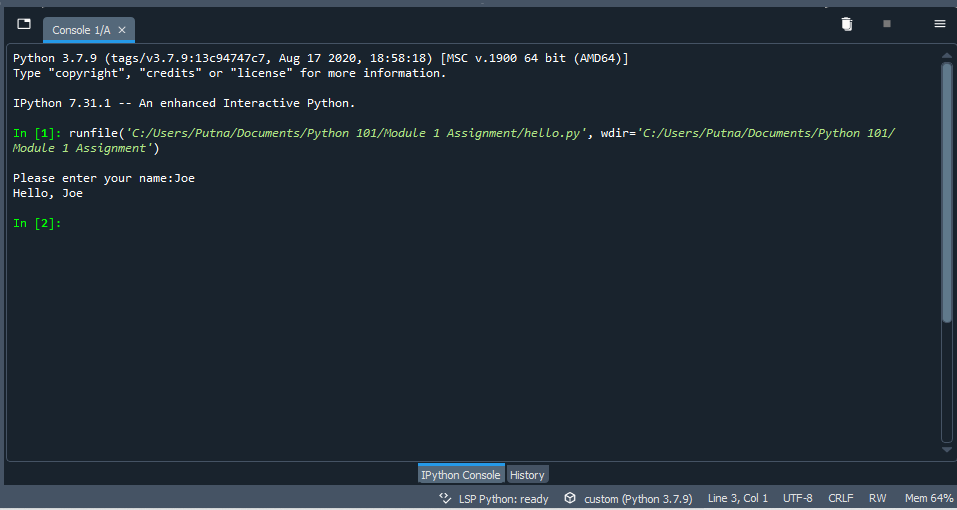 Console 1/A
Python 3.7.9 (tags/v3.7.9:13c94747c7, Aug 17 2020, 18:58:18) [MSC v.1900 64 bit (AMD64)]
Type "copyright", "credits" or "license" for more information.
IPython 7.31.1 -- An enhanced Interactive Python.
In [1]: runfile('C:/Users/Putna/Documents/Python 101/Module 1 Assignment/hello.py', wdir='C:/Users/Putna/Documents/Python 101/
Module 1 Assignment')
Please enter your name:Joe
Hello, Joe
In [2]:
IPython Console History
LSP Python: ready custom (Python 3.7.9) Line 3, Col 1 UTF-8 CRLF RW Mem 64%